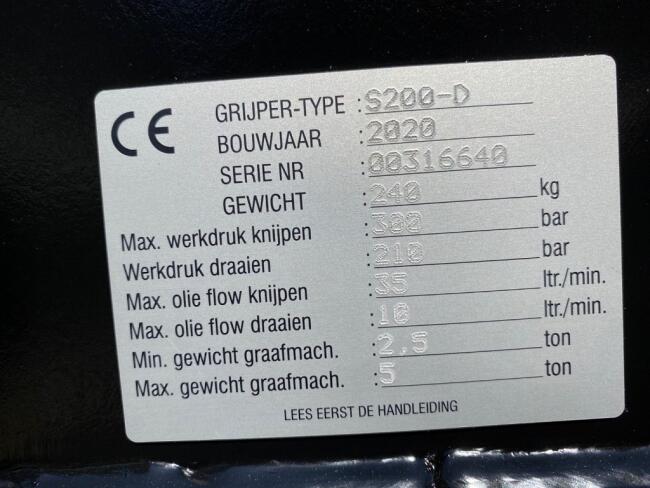 CE
GRIJPER-TYPE : S200-D
BOUWJAAR : 2020
SERIE NR : 00316640
GEWICHT : 240 kg
Max. werkdruk knijpen : 300 bar
Werkdruk draaien : 210 bar
Max. olie flow knijpen : 35 ltr./min.
Max. olie flow draaien : 10 ltr./min.
Min. gewicht graafmach. : 2,5 ton
Max. gewicht graafmach. : 5 ton
LEES EERST DE HANDLEIDING